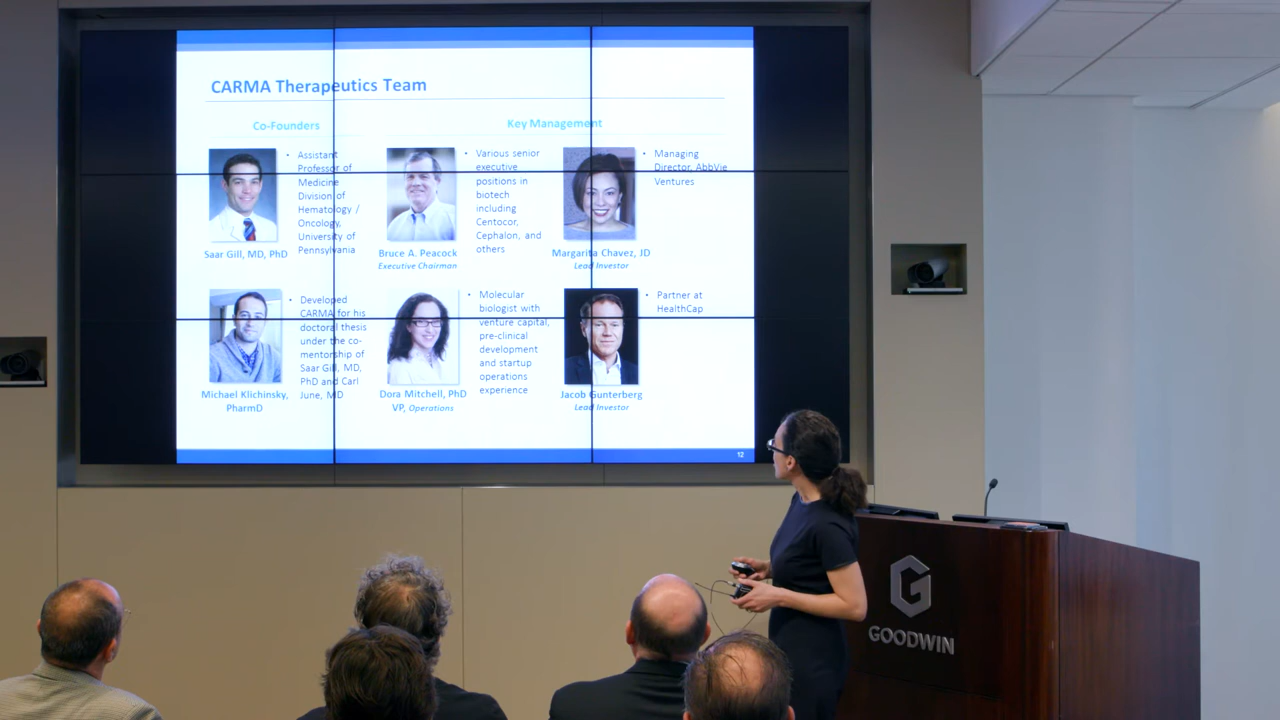 CARMA Therapeutics Team
Co-Founders
Key Management
• Assistant
Professor of
Medicine
Division of
Hematology /
Oncology,
University of
Pennsylvania
Saar Gill, MD, PhD
• Various senior
executive
positions in
biotech
including
Centocor,
Cephalon, and
others
Bruce A. Peacock
Executive Chairman
• Managing
Director, AbbVie
Ventures
Margarita Chavez, JD
Lead Investor
• Developed
CARMA for his
doctoral thesis
under the co-
mentorship of
Saar Gill, MD,
PhD and Carl
June, MD
Michael Klichinsky,
PharmD
• Molecular
biologist with
venture capital,
pre-clinical
development
and startup
operations
experience
Dora Mitchell, PhD
VP, Operations
• Partner at
HealthCap
Jacob Gunterberg
Lead Investor
12
GOODWIN